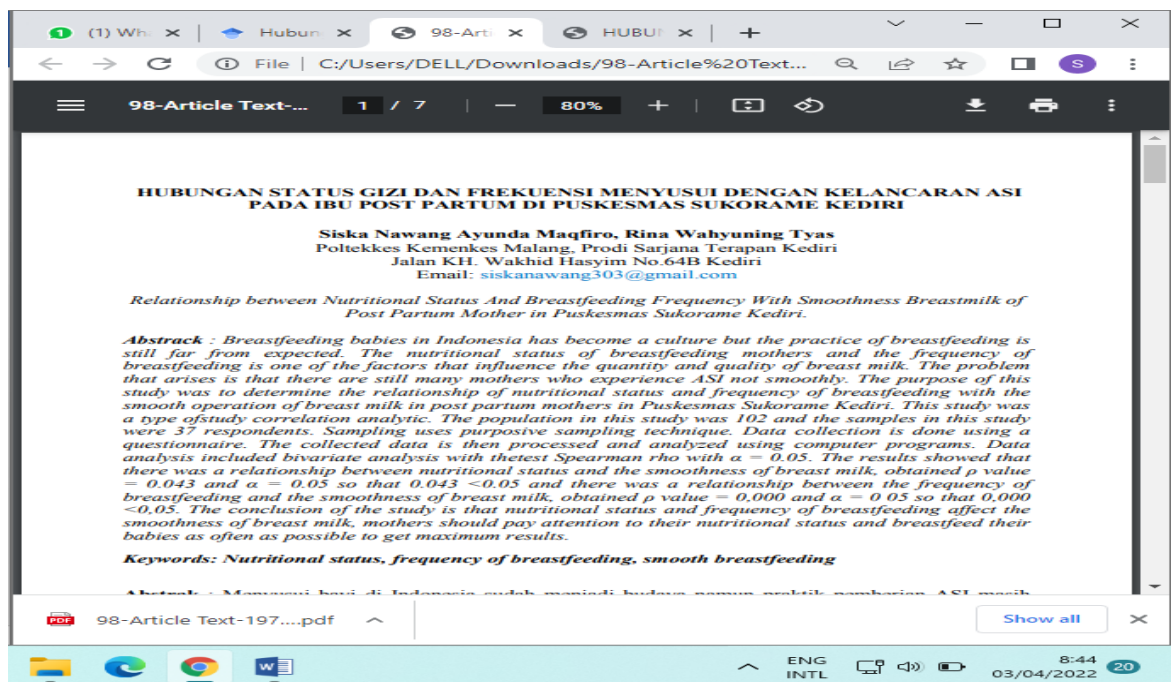 1 (1) Wh
Hubun
98-Arti
HUBUN
File | C:/Users/DELL/Downloads/98-Article%20Text...
S
98-Article Text-... 1 / 7 80%
HUBUNGAN STATUS GIZI DAN FREKUENSI MENYUSUI DENGAN KELANCARAN ASI
PADA IBU POST PARTUM DI PUSKESMAS SUKORAME KEDIRI
Siska Nawang Ayunda Maqfiro, Rina Wahyuning Tyas
Poltekkes Kemenkes Malang, Prodi Sarjana Terapan Kediri
Jalan KH. Wakhid Hasyim No.64B Kediri
Email: siskanawang303@gmail.com
Relationship between Nutritional Status And Breastfeeding Frequency With Smoothness Breastmilk of
Post Partum Mother in Puskesmas Sukorame Kediri.
Abstrack : Breastfeeding babies in Indonesia has become a culture but the practice of breastfeeding is
still far from expected. The nutritional status of breastfeeding mothers and the frequency of
breastfeeding is one of the factors that influence the quantity and quality of breast milk. The problem
that arises is that there are still many mothers who experience ASI not smoothly. The purpose of this
study was to determine the relationship of nutritional status and frequency of breastfeeding with the
smooth operation of breast milk in post partum mothers in Puskesmas Sukorame Kediri. This study was
a type ofstudy correlation analytic. The population in this study was 102 and the samples in this study
were 37 respondents. Sampling uses purposive sampling technique. Data collection is done using a
questionnaire. The collected data is then processed and analyzed using computer programs. Data
analysis included bivariate analysis with thetest Spearman rho with α = 0.05. The results showed that
there was a relationship between nutritional status and the smoothness of breast milk, obtained ρ value
= 0.043 and α = 0.05 so that 0.043 <0.05 and there was a relationship between the frequency of
breastfeeding and the smoothness of breast milk, obtained ρ value = 0,000 and α = 0 05 so that 0,000
<0,05. The conclusion of the study is that nutritional status and frequency of breastfeeding affect the
smoothness of breast milk, mothers should pay attention to their nutritional status and breastfeed their
babies as often as possible to get maximum results.
Keywords: Nutritional status, frequency of breastfeeding, smooth breastfeeding
Abstrak : Menyusui bayi di Indonesia sudah menjadi budaya namun praktik pemberian ASI masih
PDF 98-Article Text-197....pdf
Show all
ENG
INTL
8:44
03/04/2022
20